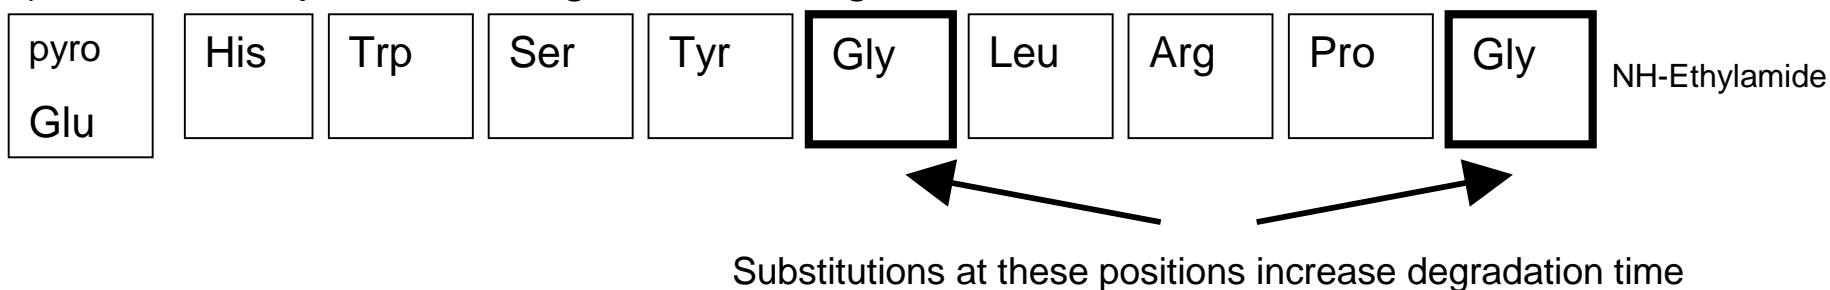 pyro His Trp Ser Tyr Gly Leu Arg Pro Gly NH-Ethylamide
Glu
Substitutions at these positions increase degradation time